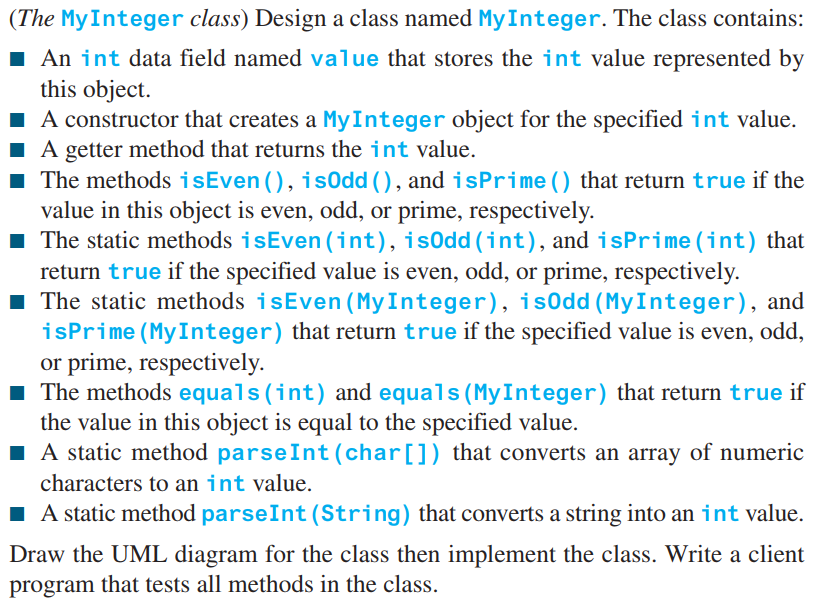 (The MyInteger class) Design a class named MyInteger. The class contains:
■ An int data field named value that stores the int value represented by
this object.
■ A constructor that creates a MyInteger object for the specified int value.
■ A getter method that returns the int value.
■ The methods isEven(), isOdd(), and isPrime() that return true if the
value in this object is even, odd, or prime, respectively.
■ The static methods isEven(int), isOdd(int), and isPrime(int) that
return true if the specified value is even, odd, or prime, respectively.
■ The static methods isEven(MyInteger), isOdd(MyInteger), and
isPrime(MyInteger) that return true if the specified value is even, odd,
or prime, respectively.
■ The methods equals(int) and equals(MyInteger) that return true if
the value in this object is equal to the specified value.
■ A static method parseInt(char[]) that converts an array of numeric
characters to an int value.
■ A static method parseInt(String) that converts a string into an int value.
Draw the UML diagram for the class then implement the class. Write a client
program that tests all methods in the class.